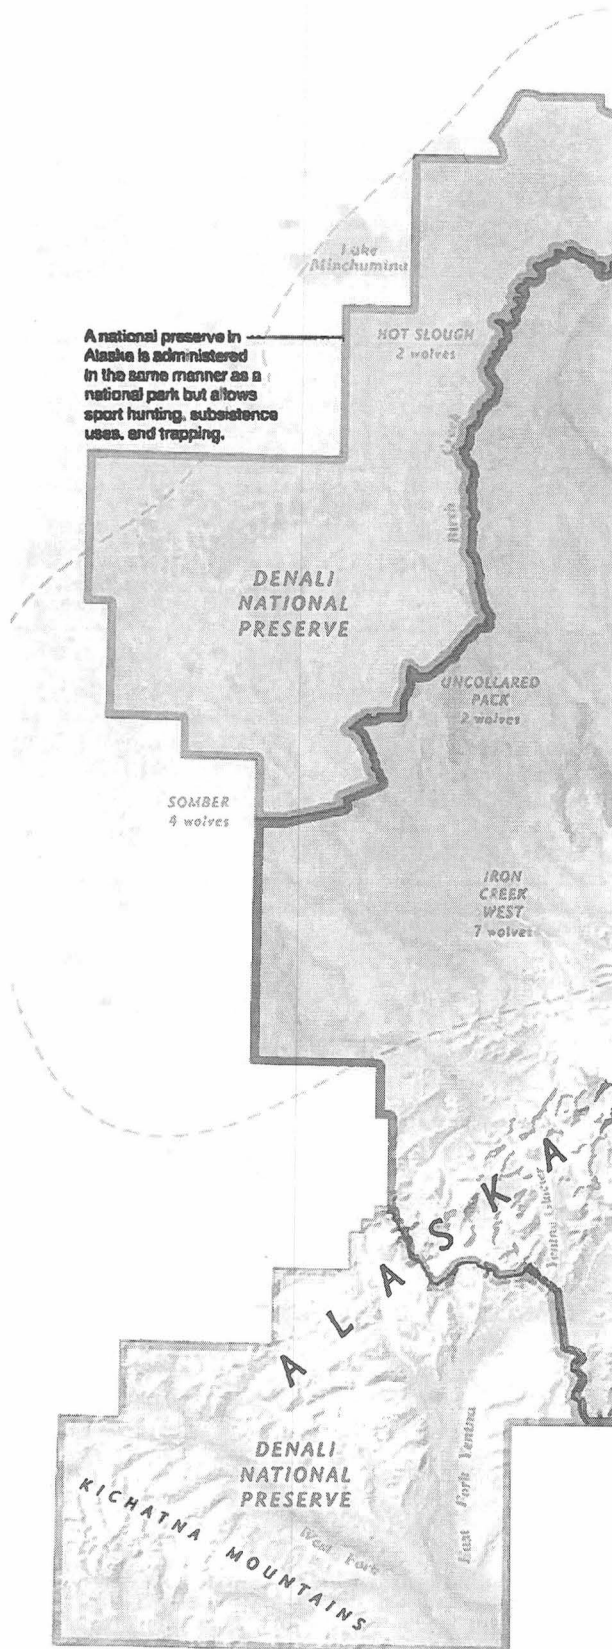 Lake
Minchumina
A national preserve in
Alaska is administered
in the same manner as a
national park but allows
sport hunting, subsistence
uses, and trapping.
HOT SLOUGH
2 wolves
Birch Creek
DENALI
NATIONAL
PRESERVE
UNCOLLARED
PACK
2 wolves
SOMBER
4 wolves
IRON
CREEK
WEST
7 wolves
ALASKA
Yentna Glacier
DENALI
NATIONAL
PRESERVE
East Fork Yentna
West Fork
KICHATNA MOUNTAINS